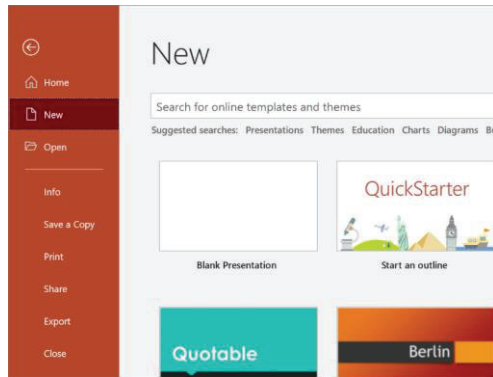 Home
New
Open
Info
Save a Copy
Print
Share
Export
Close
New
Search for online templates and themes
Suggested searches: Presentations Themes Education Charts Diagrams
Blank Presentation
QuickStarter
Start an outline
Quotable
Berlin